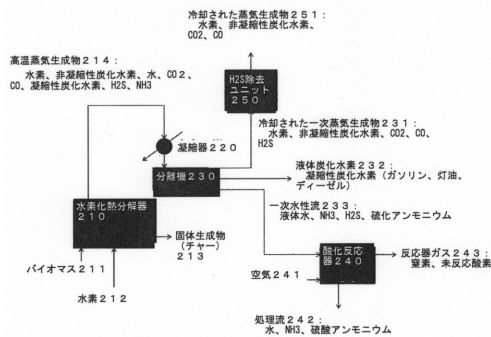 冷却された蒸気生成物251：
水素、非凝縮性炭化水素、
CO2、CO
高温蒸気生成物214：
水素、非凝縮性炭化水素、水、CO2、
CO、凝縮性炭化水素、H2S、NH3
H2S除去
ユニット
250
冷却された一次蒸気生成物231：
水素、非凝縮性炭化水素、CO2、CO、
H2S
凝縮器220
分離機230
液体炭化水素232：
凝縮性炭化水素（ガソリン、灯油、
ディーゼル）
水素化熱分解器
210
一次水性流233：
液体水、NH3、H2S、硫化アンモニウム
固体生成物
（チャー）
213
酸化反応
器240
反応器ガス243：
窒素、未反応酸素
バイオマス211
空気241
水素212
処理流242：
水、NH3、硫酸アンモニウム